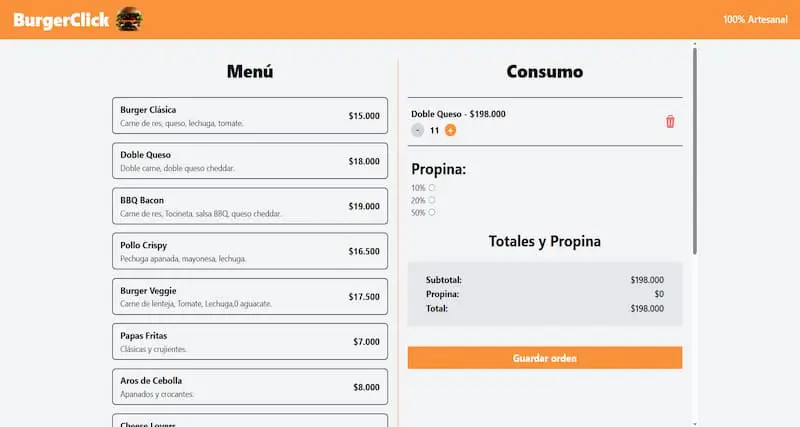 BurgerClick
100% Artesanal
Menú
Burger Clásica
Carne de res, queso, lechuga, tomate.
$15.000
Doble Queso
Doble carne, doble queso cheddar.
$18.000
BBQ Bacon
Carne de res, Tocineta, salsa BBQ, queso cheddar.
$19.000
Pollo Crispy
Pechuga apanada, mayonesa, lechuga.
$16.500
Burger Veggie
Carne de lenteja, Tomate, Lechuga,0 aguacate.
$17.500
Papas Fritas
Clásicas y crujientes.
$7.000
Aros de Cebolla
Apanados y crocantes.
$8.000
Cheese Lovers
Consumo
Doble Queso - $198.000
- 11 +
Propina:
10%
20%
50%
Totales y Propina
Subtotal: $198.000
Propina: $0
Total: $198.000
Guardar orden